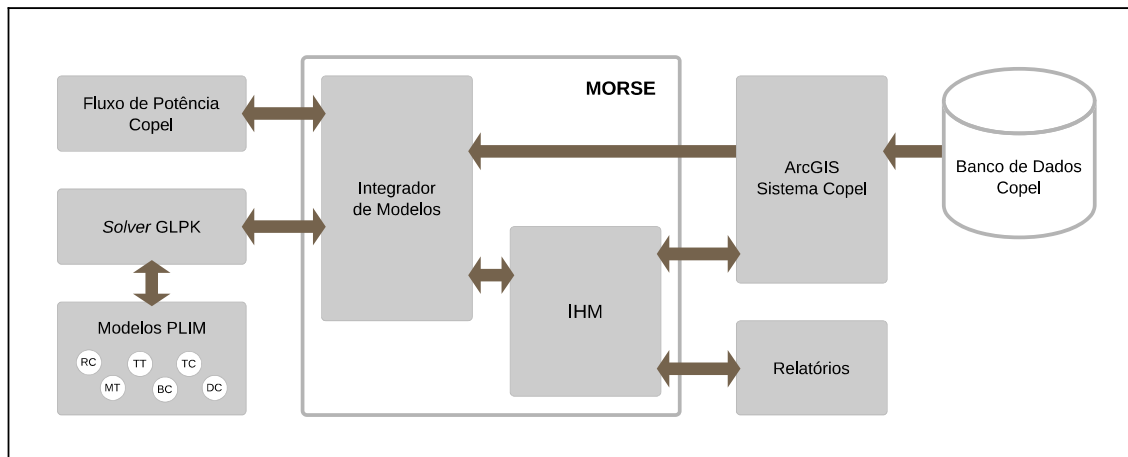 MORSE
Fluxo de Potência
Copel
Solver GLPK
Modelos PLIM
RC
TT
TC
MT
BC
DC
Integrador
de Modelos
IHM
ArcGIS
Sistema Copel
Relatórios
Banco de Dados
Copel